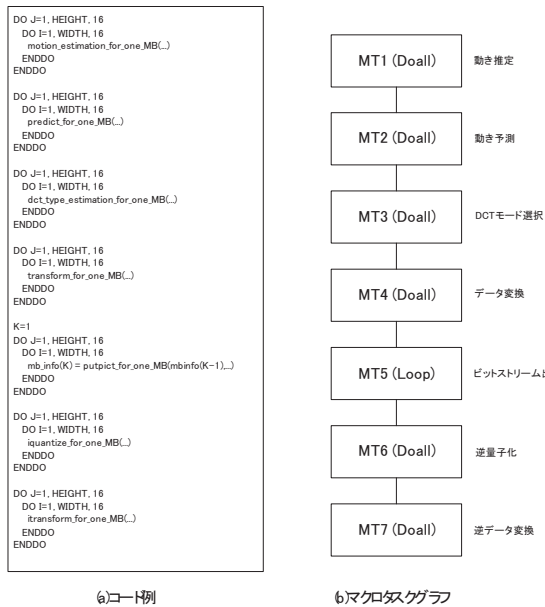 DO J=1, HEIGHT, 16
DO I=1, WIDTH, 16
motion_estimation_for_one_MB(...)
ENDDO
ENDDO
DO J=1, HEIGHT, 16
DO I=1, WIDTH, 16
predict_for_one_MB(...)
ENDDO
ENDDO
DO J=1, HEIGHT, 16
DO I=1, WIDTH, 16
dct_type_estimation_for_one_MB(...)
ENDDO
ENDDO
DO J=1, HEIGHT, 16
DO I=1, WIDTH, 16
transform_for_one_MB(...)
ENDDO
ENDDO
K=1
DO J=1, HEIGHT, 16
DO I=1, WIDTH, 16
mb_info(K) = putpict_for_one_MB(mbinfo(K-1),...)
ENDDO
ENDDO
DO J=1, HEIGHT, 16
DO I=1, WIDTH, 16
iquantize_for_one_MB(...)
ENDDO
ENDDO
DO J=1, HEIGHT, 16
DO I=1, WIDTH, 16
itransform_for_one_MB(...)
ENDDO
ENDDO
(a)コード例
MT1 (Doall) 動き推定
MT2 (Doall) 動き予測
MT3 (Doall) DCTモード選択
MT4 (Doall) データ変換
MT5 (Loop) ビットストリーム
MT6 (Doall) 逆量子化
MT7 (Doall) 逆データ変換
(b)マクロタスクグラフ